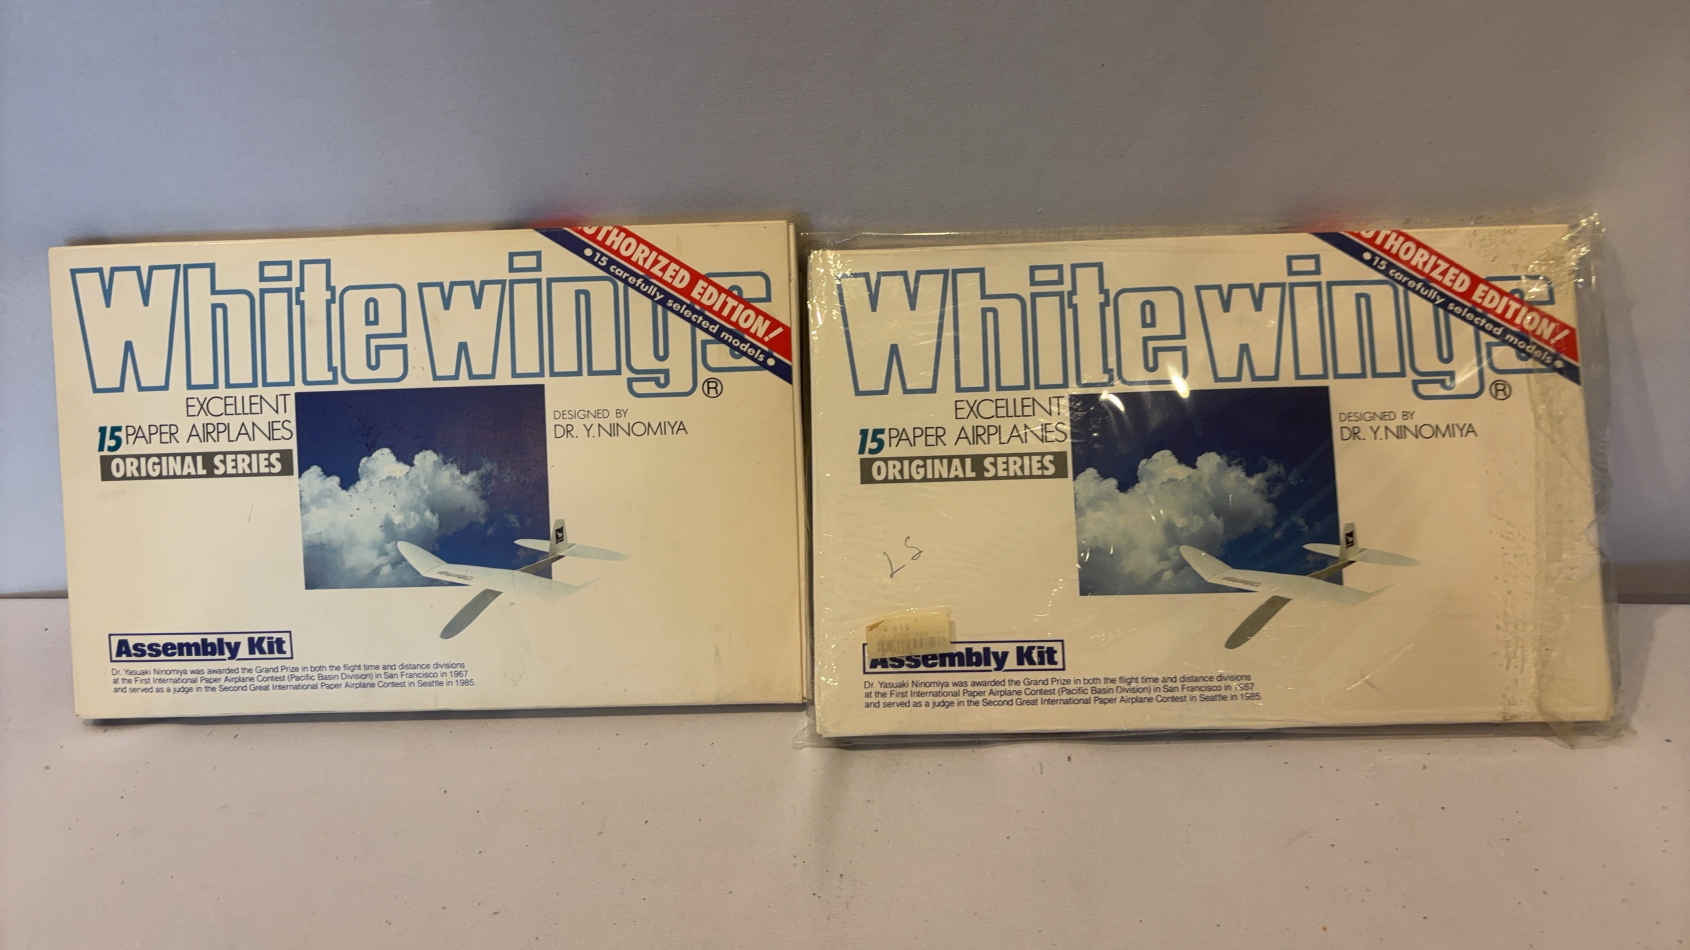 AUTHORIZED EDITION!
• 15 carefully selected models •
Whitewings ®
EXCELLENT
15 PAPER AIRPLANES
ORIGINAL SERIES
DESIGNED BY
DR. Y. NINOMIYA
Assembly Kit
Dr. Yasuaki Ninomiya was awarded the Grand Prize in both the flight time and distance divisions
at the First International Paper Airplane Contest (Pacific Basin Division) in San Francisco in 1967
and served as a judge in the Second Great International Paper Airplane Contest in Seattle in 1985.
AUTHORIZED EDITION!
• 15 carefully selected models •
Whitewings ®
EXCELLENT
15 PAPER AIRPLANES
ORIGINAL SERIES
DESIGNED BY
DR. Y. NINOMIYA
Assembly Kit
Dr. Yasuaki Ninomiya was awarded the Grand Prize in both the flight time and distance divisions
at the First International Paper Airplane Contest (Pacific Basin Division) in San Francisco in 1967
and served as a judge in the Second Great International Paper Airplane Contest in Seattle in 1985.